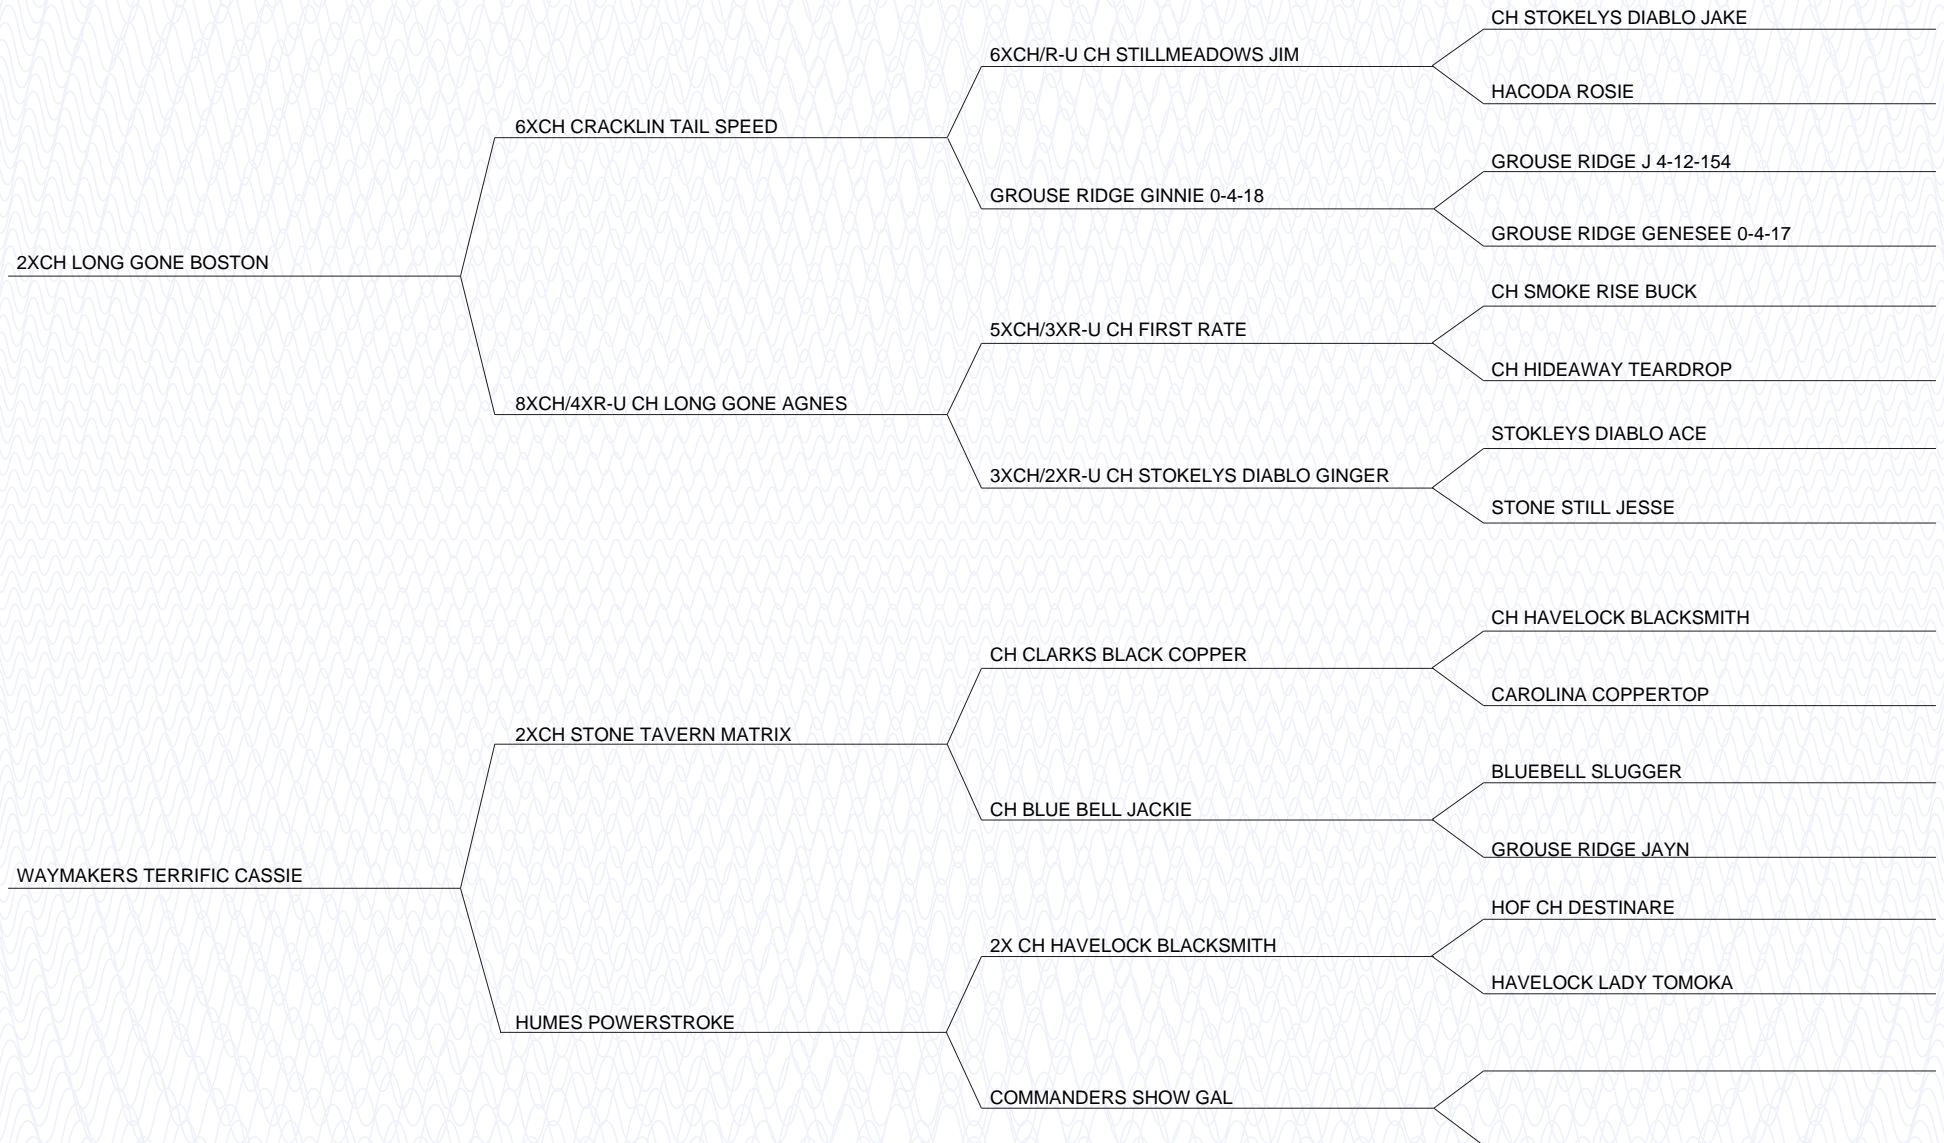 CH STOKELYS DIABLO JAKE
6XCH/R-U CH STILLMEADOWS JIM
HACODA ROSIE
6XCH CRACKLIN TAIL SPEED
GROUSE RIDGE J 4-12-154
GROUSE RIDGE GINNIE 0-4-18
GROUSE RIDGE GENESEE 0-4-17
2XCH LONG GONE BOSTON
CH SMOKE RISE BUCK
5XCH/3XR-U CH FIRST RATE
CH HIDEAWAY TEARDROP
8XCH/4XR-U CH LONG GONE AGNES
STOKLEYS DIABLO ACE
3XCH/2XR-U CH STOKELYS DIABLO GINGER
STONE STILL JESSE
CH HAVELOCK BLACKSMITH
CH CLARKS BLACK COPPER
CAROLINA COPPERTOP
2XCH STONE TAVERN MATRIX
BLUEBELL SLUGGER
CH BLUE BELL JACKIE
GROUSE RIDGE JAYN
WAYMAKERS TERRIFIC CASSIE
HOF CH DESTINARE
2X CH HAVELOCK BLACKSMITH
HAVELOCK LADY TOMOKA
HUMES POWERSTROKE
COMMANDERS SHOW GAL